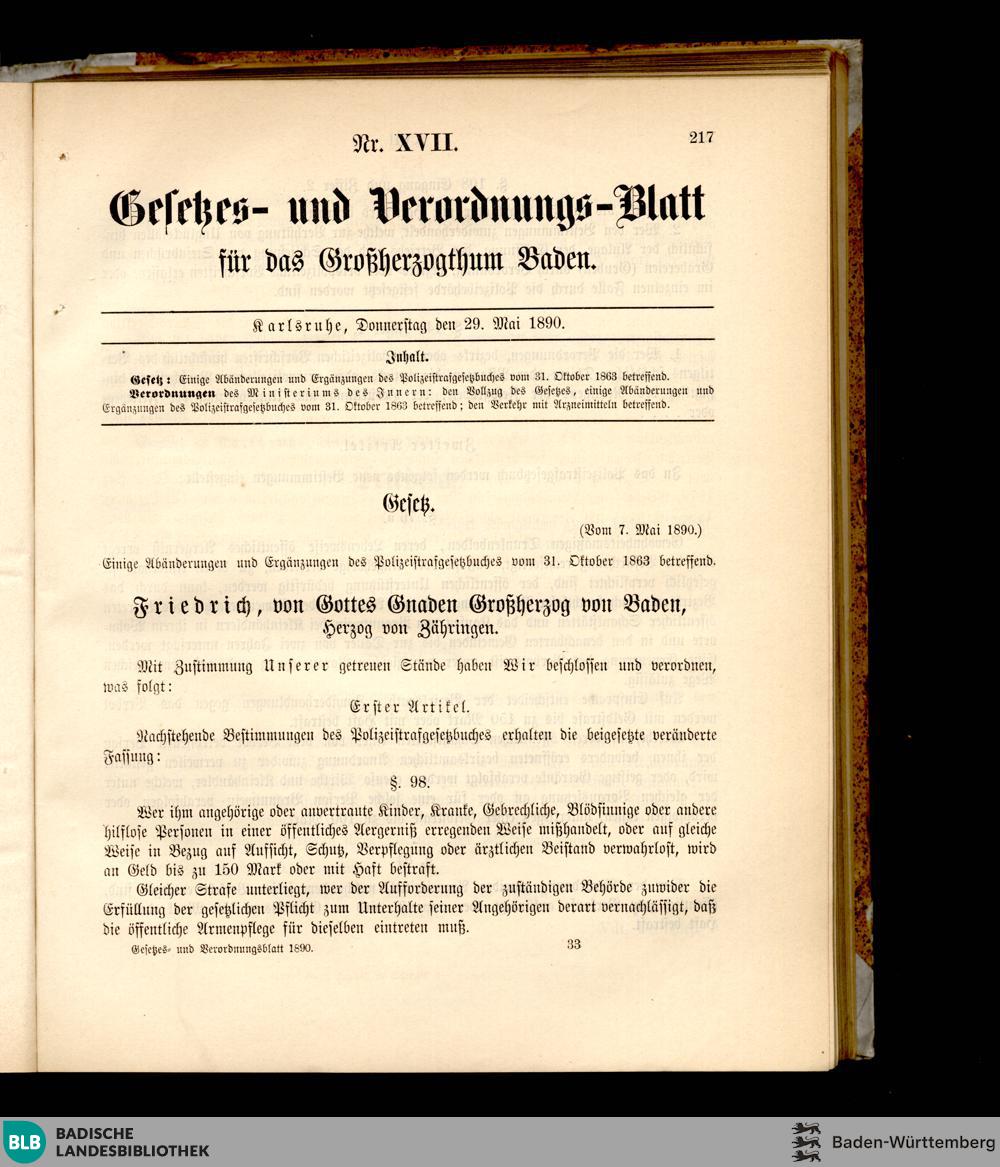 Nr. XVII.
217
Gesetzes- und Verordnungs-Blatt
für das Großherzogthum Baden.
Karlsruhe, Donnerstag den 29. Mai 1890.
Inhalt.
Gesetz: Einige Abänderungen und Ergänzungen des Polizeistrafgesetzbuches vom 31. Oktober 1863 betreffend.
Verordnungen des Ministeriums des Innern: den Vollzug des Gesetzes, einige Abänderungen und
Ergänzungen des Polizeistrafgesetzbuches vom 31. Oktober 1863 betreffend; den Verkehr mit Arzneimitteln betreffend.
Gesetz.
(Vom 7. Mai 1890.)
Einige Abänderungen und Ergänzungen des Polizeistrafgesetzbuches vom 31. Oktober 1863 betreffend.
Friedrich, von Gottes Gnaden Großherzog von Baden,
Herzog von Zähringen.
Mit Zustimmung Unserer getreuen Stände haben Wir beschlossen und verordnen,
was folgt:
Erster Artikel.
Nachstehende Bestimmungen des Polizeistrafgesetzbuches erhalten die beigesetzte veränderte
Fassung:
§. 98.
Wer ihm angehörige oder anvertraute Kinder, Kranke, Gebrechliche, Blödsinnige oder andere
hilflose Personen in einer öffentliches Aergerniß erregenden Weise mißhandelt, oder auf gleiche
Weise in Bezug auf Aufsicht, Schutz, Verpflegung oder ärztlichen Beistand verwahrlost, wird
an Geld bis zu 150 Mark oder mit Haft bestraft.
Gleicher Strafe unterliegt, wer der Aufforderung der zuständigen Behörde zuwider die
Erfüllung der gesetzlichen Pflicht zum Unterhalte seiner Angehörigen derart vernachlässigt, daß
die öffentliche Armenpflege für dieselben eintreten muß.
Gesetzes- und Verordnungsblatt 1890.
33
BLB BADISCHE
LANDESBIBLIOTHEK
Baden-Württemberg